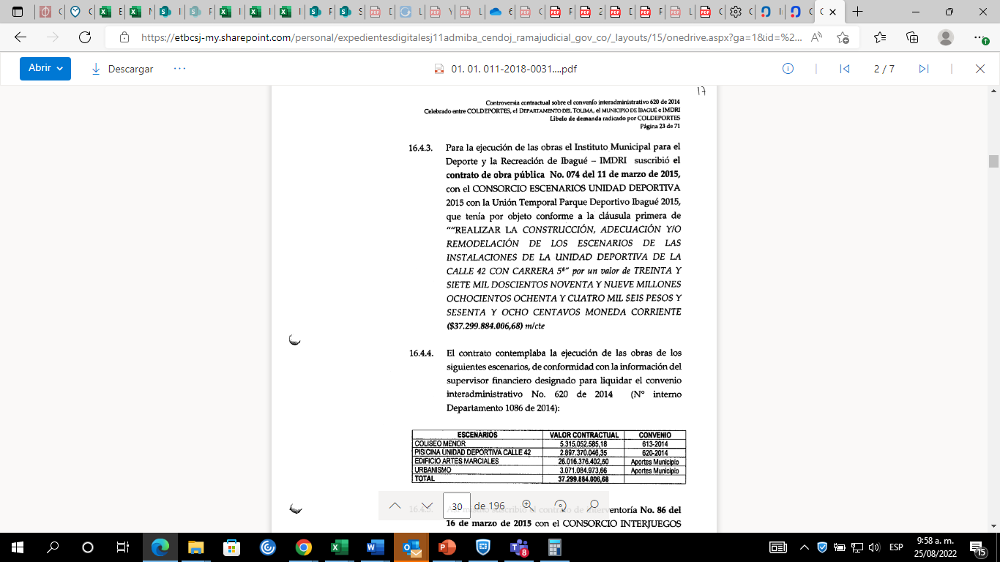 https://etbcsj-my.sharepoint.com/personal/expedientesdigitalesj11admiba_cendoj_ramajudicial_gov_co/_layouts/15/onedrive.aspx?ga=1&id=%2...
Abrir
Descargar
01. 01. 011-2018-0031....pdf
2 / 7
17
Controversia contractual sobre el convenio interadministrativo 620 de 2014
Celebrado entre COLDEPORTES, el DEPARTAMENTO DEL TOLIMA, el MUNICIPIO DE IBAGUÉ e IMDRI
Libelo de demanda radicado por COLDEPORTES
Página 23 de 71
16.4.3. Para la ejecución de las obras el Instituto Municipal para el
Deporte y la Recreación de Ibagué – IMDRI suscribió el
contrato de obra pública No. 074 del 11 de marzo de 2015,
con el CONSORCIO ESCENARIOS UNIDAD DEPORTIVA
2015 con la Unión Temporal Parque Deportivo Ibagué 2015,
que tenía por objeto conforme a la cláusula primera de
““REALIZAR LA CONSTRUCCIÓN, ADECUACIÓN Y/O
REMODELACIÓN DE LOS ESCENARIOS DE LAS
INSTALACIONES DE LA UNIDAD DEPORTIVA DE LA
CALLE 42 CON CARRERA 5ª” por un valor de TREINTA Y
SIETE MIL DOSCIENTOS NOVENTA Y NUEVE MILLONES
OCHOCIENTOS OCHENTA Y CUATRO MIL SEIS PESOS Y
SESENTA Y OCHO CENTAVOS MONEDA CORRIENTE
($37.299.884.006,68) m/cte
16.4.4. El contrato contemplaba la ejecución de las obras de los
siguientes escenarios, de conformidad con la información del
supervisor financiero designado para liquidar el convenio
interadministrativo No. 620 de 2014 (N° interno
Departamento 1086 de 2014):
ESCENARIOS VALOR CONTRACTUAL CONVENIO
COLISEO MENOR 5.315.052.585,18 613-2014
PISICINA UNIDAD DEPORTIVA CALLE 42 2.897.370.046,35 620-2014
EDIFICIO ARTES MARCIALES 26.016.376.402,50 Aportes Municipio
URBANISMO 3.071.084.973,66 Aportes Municipio
TOTAL 37.299.884.006,68
30 de 196
16.4.5. suscribió el contrato de interventoría No. 86 del
16 de marzo de 2015 con el CONSORCIO INTERJUEGOS
8
ESP
9:58 a. m.
25/08/2022
15